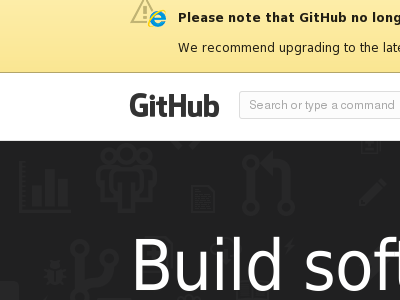 Please note that GitHub no long
We recommend upgrading to the late
GitHub
Search or type a command
Build soft